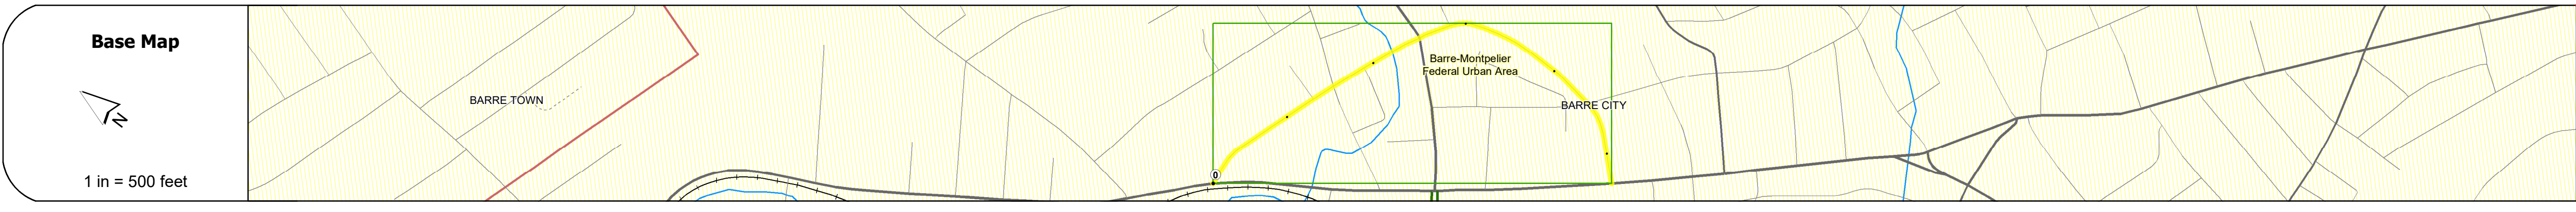 Base Map
N
1 in = 500 feet
BARRE TOWN
Barre-Montpelier
Federal Urban Area
BARRE CITY
0